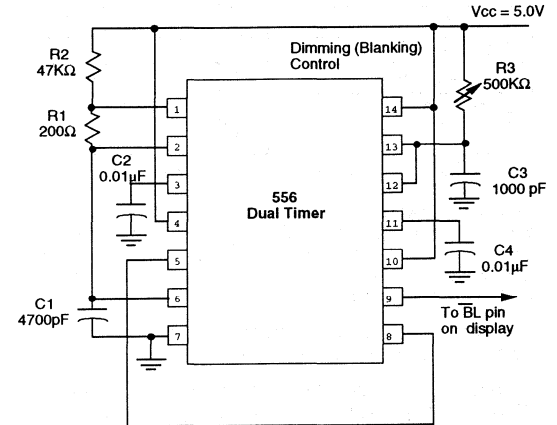 Vcc = 5.0V
R2
47KΩ
Dimming (Blanking)
Control
R3
500KΩ
R1
200Ω
C2
0.01µF
C3
1000 pF
556
Dual Timer
C4
0.01µF
C1
4700pF
To BL pin
on display
1
2
3
4
5
6
7
14
13
12
11
10
9
8